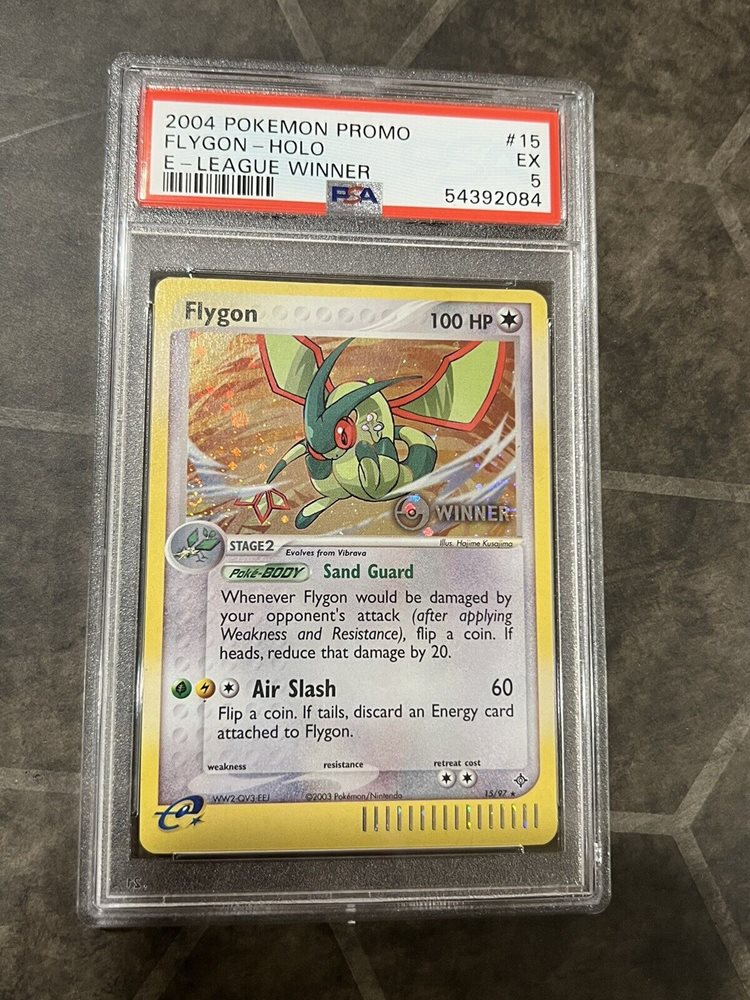 2004 POKEMON PROMO #15
FLYGON-HOLO EX
E-LEAGUE WINNER 5
PSA 54392084
Flygon 100 HP
WINNER
STAGE2 Evolves from Vibrava Illus. Hajime Kusajima
Poké-BODY Sand Guard
Whenever Flygon would be damaged by
your opponent's attack (after applying
Weakness and Resistance), flip a coin. If
heads, reduce that damage by 20.
Air Slash 60
Flip a coin. If tails, discard an Energy card
attached to Flygon.
weakness resistance retreat cost
WW2-QV3-EEJ ©2003 Pokémon/Nintendo 15/97 ★
e